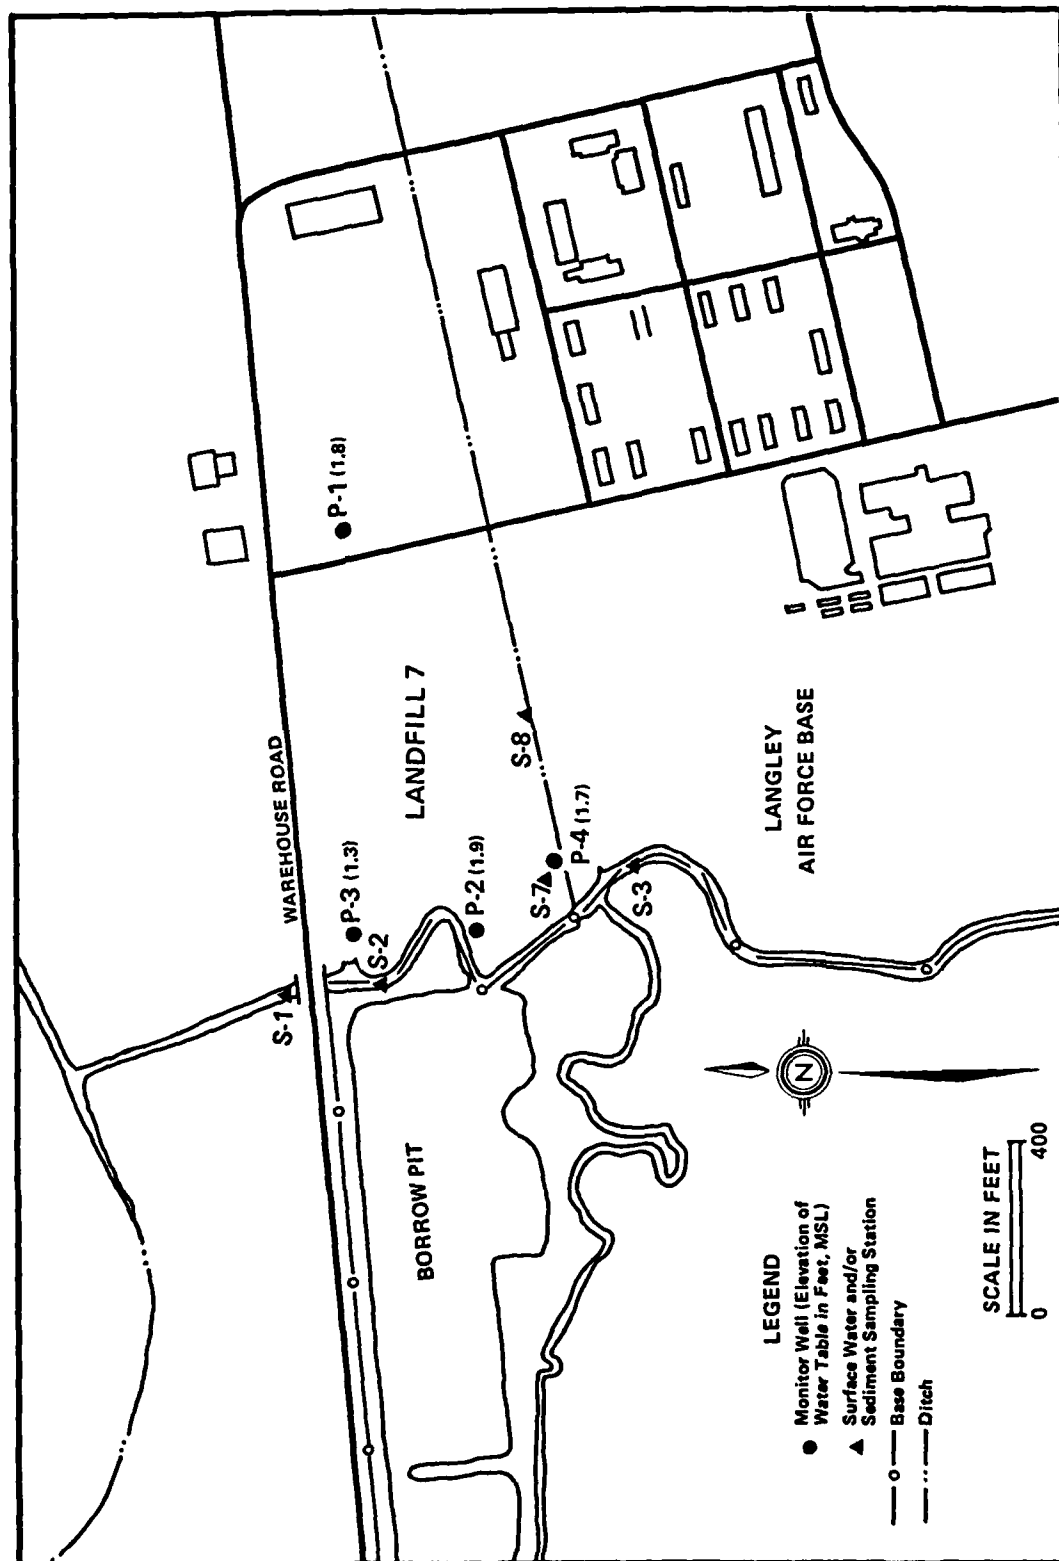 WAREHOUSE ROAD
S-1
P-3 (1.3)
S-2
P-1 (1.8)
LANDFILL 7
P-2 (1.9)
S-8
S-7
P-4 (1.7)
S-3
BORROW PIT
LANGLEY
AIR FORCE BASE
N
LEGEND
Monitor Well (Elevation of
Water Table in Feet, MSL)
Surface Water and/or
Sediment Sampling Station
Base Boundary
Ditch
SCALE IN FEET
0 400